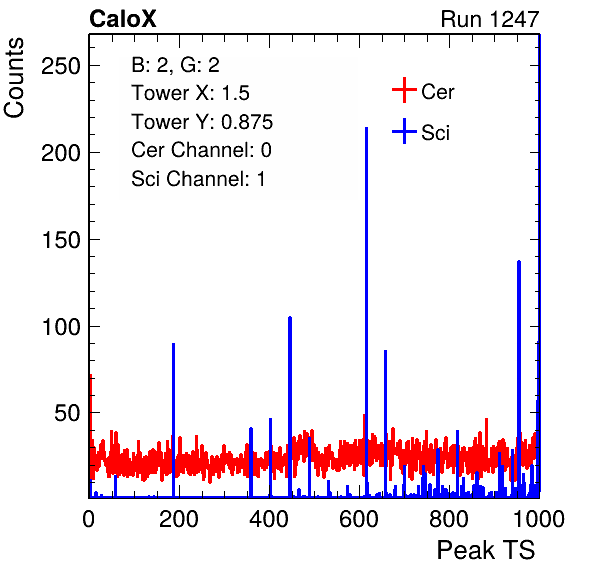 CaloX
Run 1247
Counts
B: 2, G: 2
Tower X: 1.5
Tower Y: 0.875
Cer Channel: 0
Sci Channel: 1
Cer
Sci
250
200
150
100
50
0 200 400 600 800 1000
Peak TS